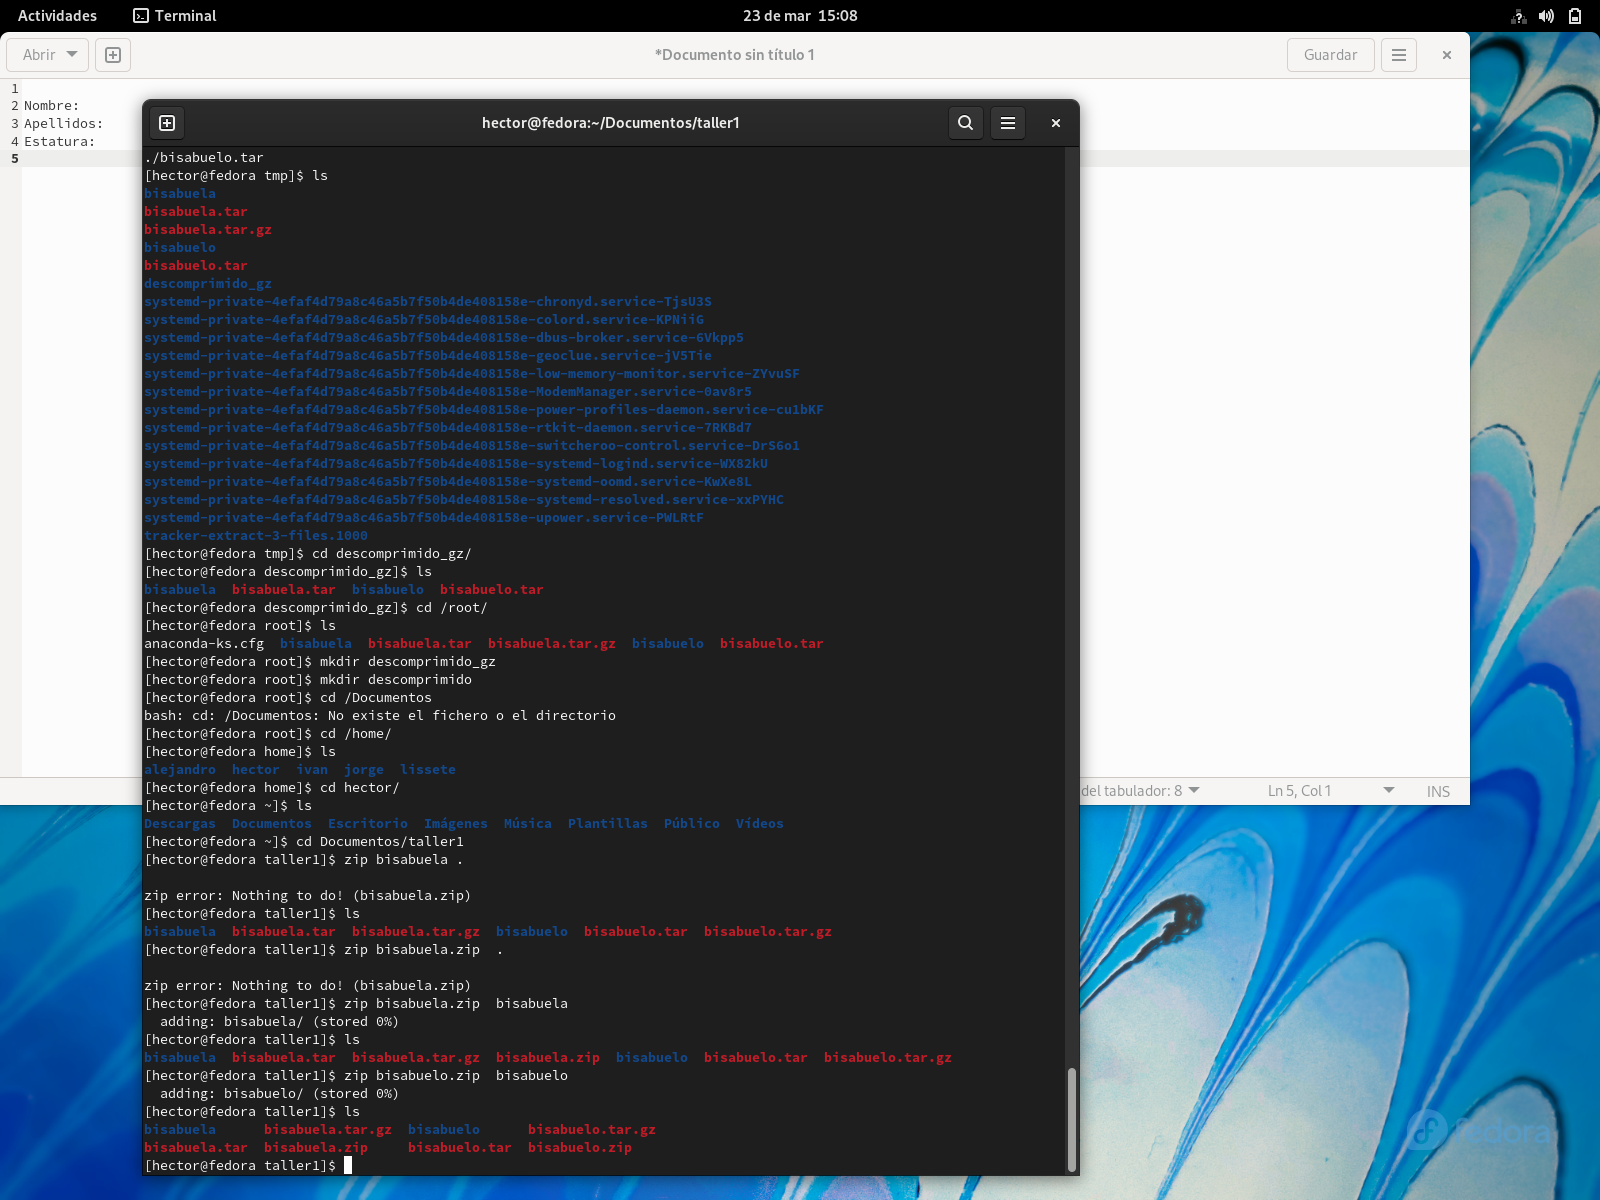 Actividades Terminal 23 de mar 15:08
Abrir *Documento sin título 1 Guardar
1
2 Nombre:
3 Apellidos:
4 Estatura:
5
hector@fedora:~/Documentos/taller1
./bisabuelo.tar
[hector@fedora tmp]$ ls
bisabuela
bisabuela.tar
bisabuela.tar.gz
bisabuelo
bisabuelo.tar
descomprimido_gz
systemd-private-4efaf4d79a8c46a5b7f50b4de408158e-chronyd.service-TjsU3S
systemd-private-4efaf4d79a8c46a5b7f50b4de408158e-colord.service-KPNiiG
systemd-private-4efaf4d79a8c46a5b7f50b4de408158e-dbus-broker.service-6Vkpp5
systemd-private-4efaf4d79a8c46a5b7f50b4de408158e-geoclue.service-jV5Tie
systemd-private-4efaf4d79a8c46a5b7f50b4de408158e-low-memory-monitor.service-ZYvuSF
systemd-private-4efaf4d79a8c46a5b7f50b4de408158e-ModemManager.service-0av8r5
systemd-private-4efaf4d79a8c46a5b7f50b4de408158e-power-profiles-daemon.service-cu1bKF
systemd-private-4efaf4d79a8c46a5b7f50b4de408158e-rtkit-daemon.service-7RKBd7
systemd-private-4efaf4d79a8c46a5b7f50b4de408158e-switcheroo-control.service-DrS6o1
systemd-private-4efaf4d79a8c46a5b7f50b4de408158e-systemd-logind.service-WX82kU
systemd-private-4efaf4d79a8c46a5b7f50b4de408158e-systemd-oomd.service-KwXe8L
systemd-private-4efaf4d79a8c46a5b7f50b4de408158e-systemd-resolved.service-xxPYHC
systemd-private-4efaf4d79a8c46a5b7f50b4de408158e-upower.service-PWLRtF
tracker-extract-3-files.1000
[hector@fedora tmp]$ cd descomprimido_gz/
[hector@fedora descomprimido_gz]$ ls
bisabuela bisabuela.tar bisabuelo bisabuelo.tar
[hector@fedora descomprimido_gz]$ cd /root/
[hector@fedora root]$ ls
anaconda-ks.cfg bisabuela bisabuela.tar bisabuela.tar.gz bisabuelo bisabuelo.tar
[hector@fedora root]$ mkdir descomprimido_gz
[hector@fedora root]$ mkdir descomprimido
[hector@fedora root]$ cd /Documentos
bash: cd: /Documentos: No existe el fichero o el directorio
[hector@fedora root]$ cd /home/
[hector@fedora home]$ ls
alejandro hector ivan jorge lissete
[hector@fedora home]$ cd hector/
[hector@fedora ~]$ ls
Descargas Documentos Escritorio Imágenes Música Plantillas Público Vídeos
[hector@fedora ~]$ cd Documentos/taller1
[hector@fedora taller1]$ zip bisabuela .
zip error: Nothing to do! (bisabuela.zip)
[hector@fedora taller1]$ ls
bisabuela bisabuela.tar bisabuela.tar.gz bisabuelo bisabuelo.tar bisabuelo.tar.gz
[hector@fedora taller1]$ zip bisabuela.zip .
zip error: Nothing to do! (bisabuela.zip)
[hector@fedora taller1]$ zip bisabuela.zip bisabuela
adding: bisabuela/ (stored 0%)
[hector@fedora taller1]$ ls
bisabuela bisabuela.tar bisabuela.tar.gz bisabuela.zip bisabuelo bisabuelo.tar bisabuelo.tar.gz
[hector@fedora taller1]$ zip bisabuelo.zip bisabuelo
adding: bisabuelo/ (stored 0%)
[hector@fedora taller1]$ ls
bisabuela bisabuela.tar.gz bisabuelo bisabuelo.tar.gz
bisabuela.tar bisabuela.zip bisabuelo.tar bisabuelo.zip
[hector@fedora taller1]$
del tabulador: 8 Ln 5, Col 1 INS
fedora